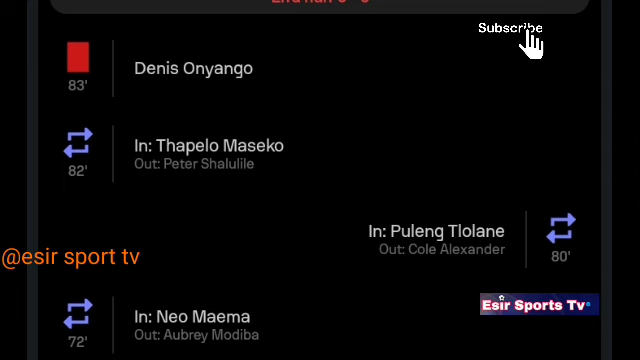 Subscribe
Denis Onyango
83'
In: Thapelo Maseko
Out: Peter Shalulile
82'
In: Puleng Tlolane
Out: Cole Alexander
80'
@esir sport tv
Esir Sports Tv
In: Neo Maema
Out: Aubrey Modiba
72'